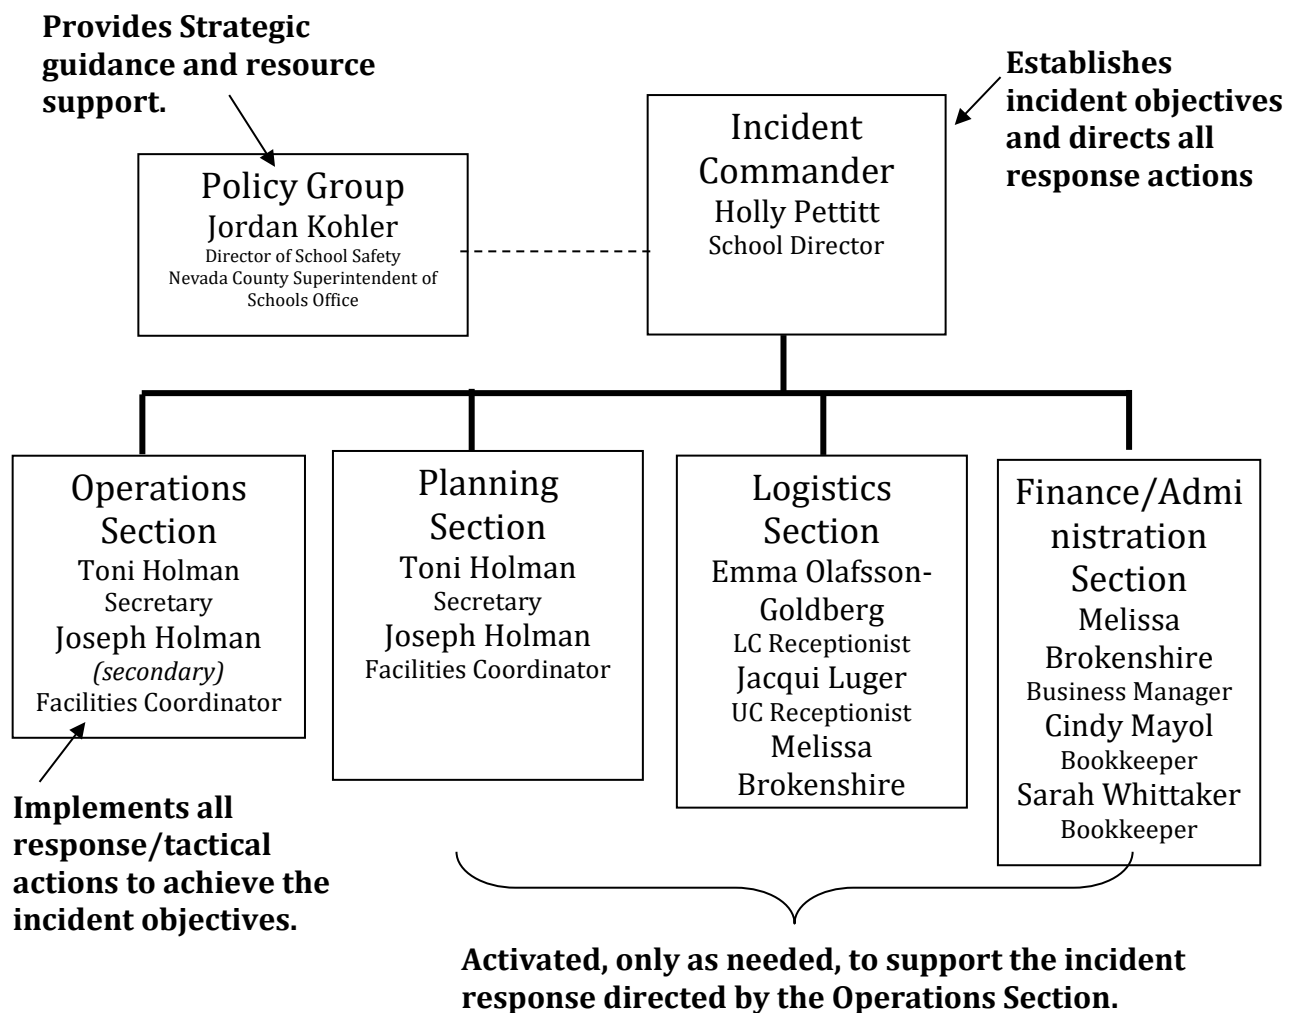 Provides Strategic
guidance and resource
support.
Establishes
incident objectives
and directs all
response actions
Policy Group
Jordan Kohler
Director of School Safety
Nevada County Superintendent of
Schools Office
Incident
Commander
Holly Pettitt
School Director
Operations
Section
Toni Holman
Secretary
Joseph Holman
(secondary)
Facilities Coordinator
Planning
Section
Toni Holman
Secretary
Joseph Holman
Facilities Coordinator
Logistics
Section
Emma Olafsson-
Goldberg
LC Receptionist
Jacqui Luger
UC Receptionist
Melissa
Brokenshire
Finance/Admi
nistration
Section
Melissa
Brokenshire
Business Manager
Cindy Mayol
Bookkeeper
Sarah Whittaker
Bookkeeper
Implements all
response/tactical
actions to achieve the
incident objectives.
Activated, only as needed, to support the incident
response directed by the Operations Section.